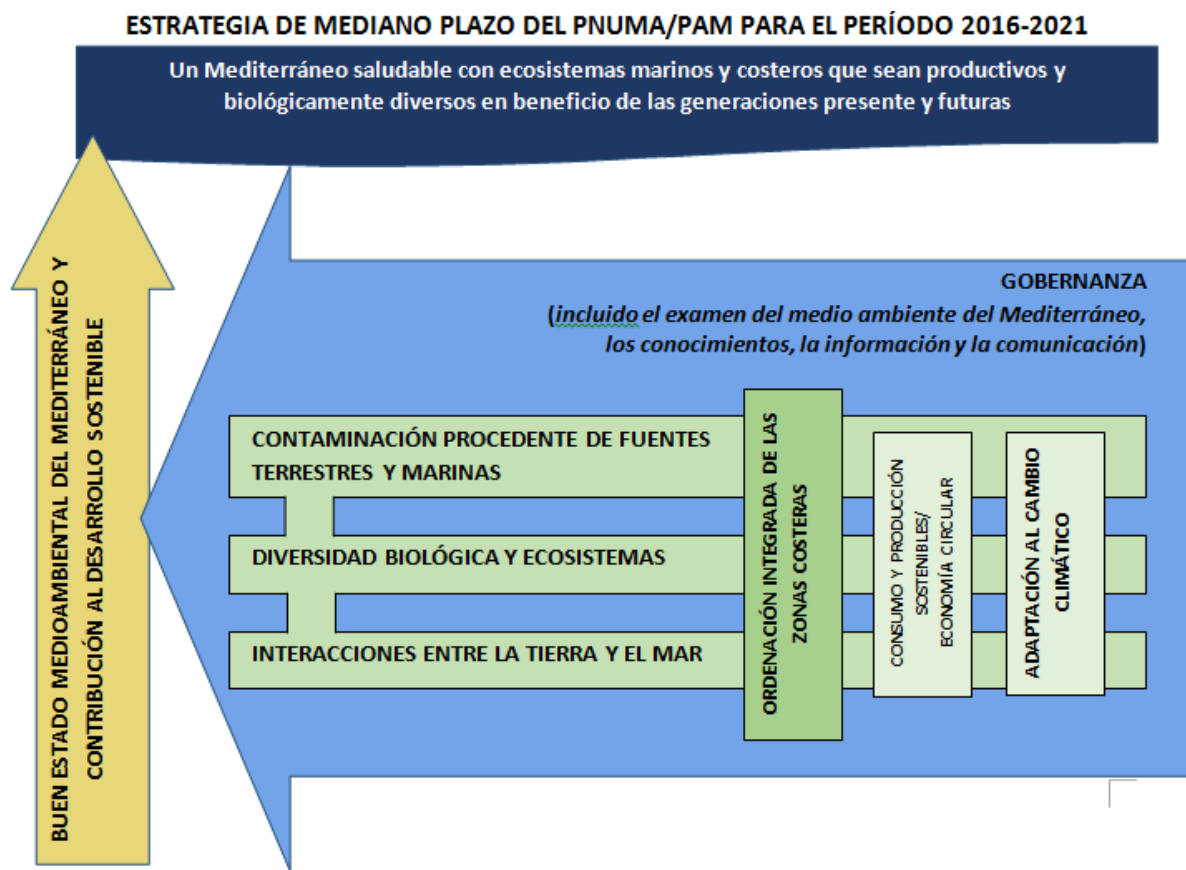 ESTRATEGIA DE MEDIANO PLAZO DEL PNUMA/PAM PARA EL PERÍODO 2016-2021
Un Mediterráneo saludable con ecosistemas marinos y costeros que sean productivos y
biológicamente diversos en beneficio de las generaciones presente y futuras
BUEN ESTADO MEDIOAMBIENTAL DEL MEDITERRÁNEO Y
CONTRIBUCIÓN AL DESARROLLO SOSTENIBLE
GOBERNANZA
(incluido el examen del medio ambiente del Mediterráneo,
los conocimientos, la información y la comunicación)
CONTAMINACIÓN PROCEDENTE DE FUENTES
TERRESTRES Y MARINAS
DIVERSIDAD BIOLÓGICA Y ECOSISTEMAS
INTERACCIONES ENTRE LA TIERRA Y EL MAR
ORDENACIÓN INTEGRADA DE LAS
ZONAS COSTERAS
CONSUMO Y PRODUCCIÓN
SOSTENIBLES/
ECONOMÍA CIRCULAR
ADAPTACIÓN AL CAMBIO
CLIMÁTICO